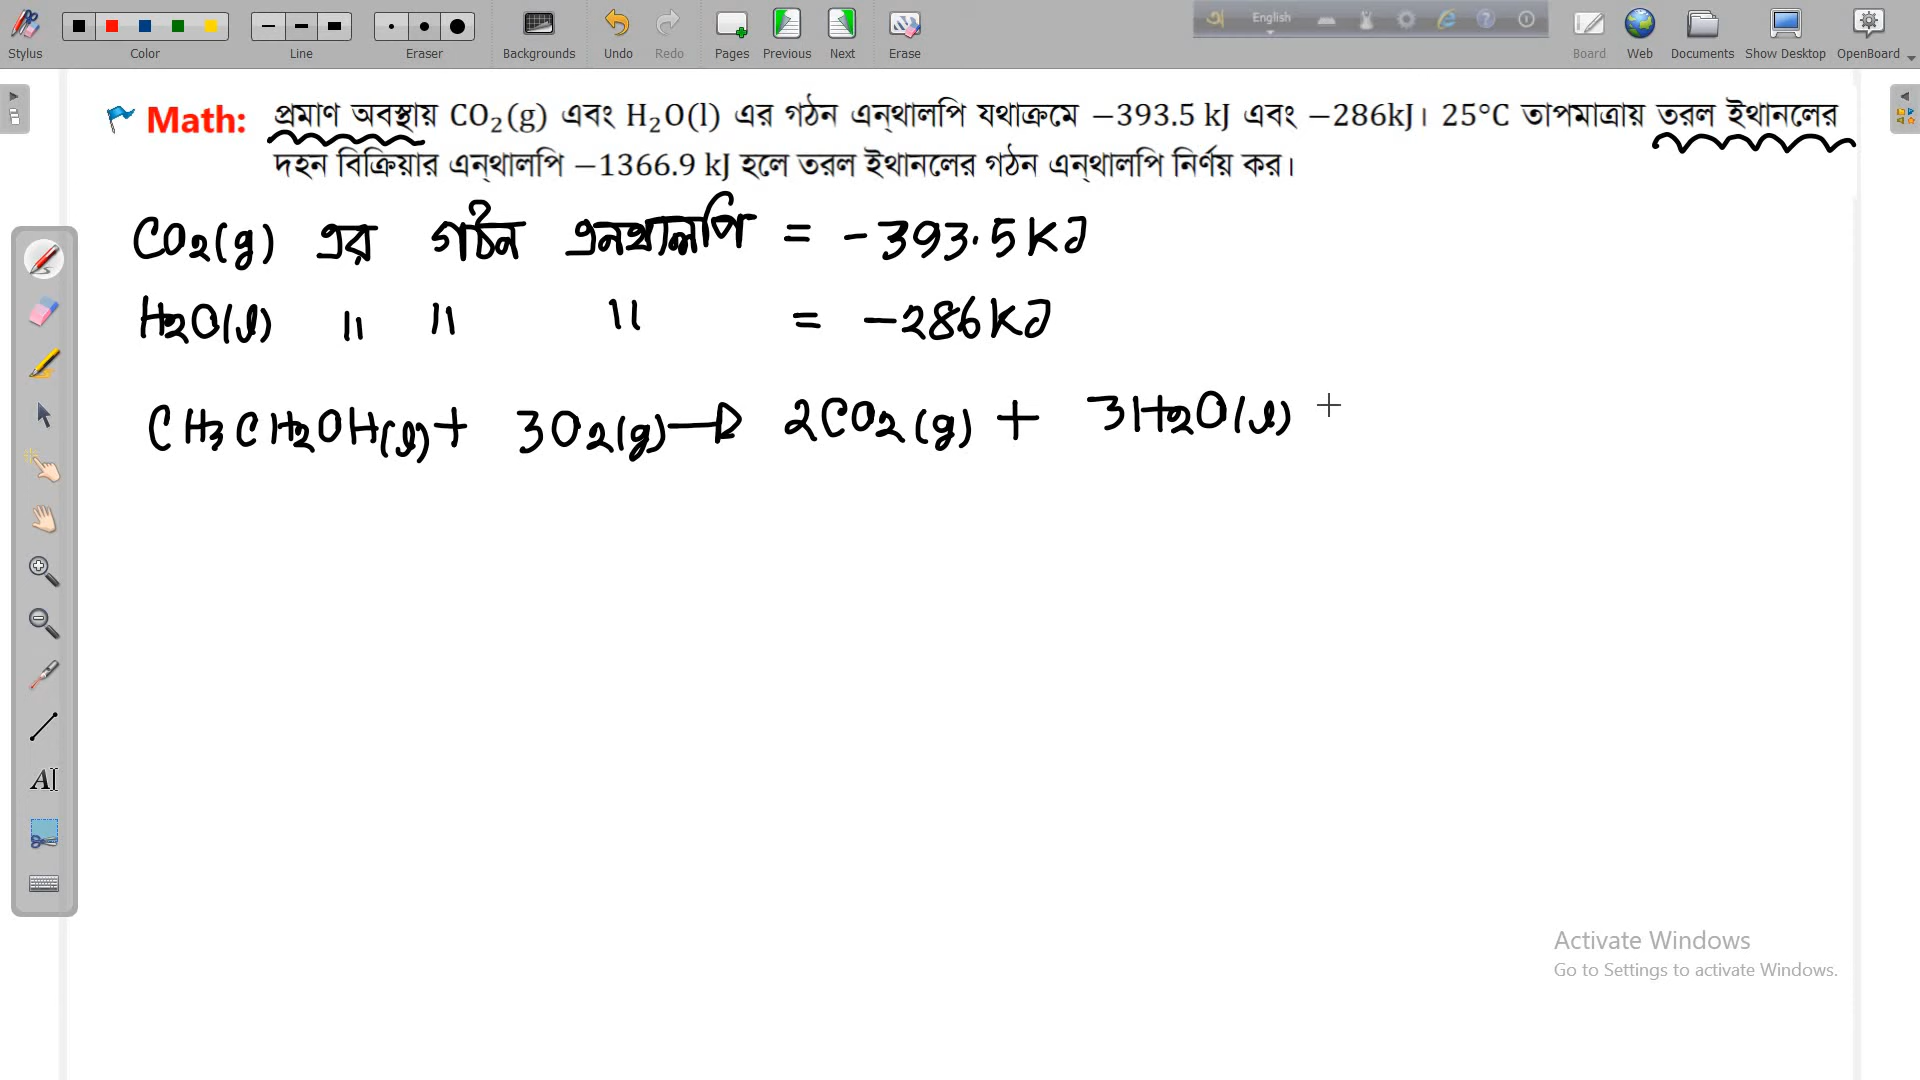 Stylus Color Line Eraser Backgrounds Undo Redo Pages Previous Next Erase English Board Web Documents Show Desktop OpenBoard
Math: প্রমাণ অবস্থায় CO₂(g) এবং H₂O(l) এর গঠন এন্থালপি যথাক্রমে −393.5 kJ এবং −286kJ। 25°C তাপমাত্রায় তরল ইথানলের
দহন বিক্রিয়ার এন্থালপি −1366.9 kJ হলে তরল ইথানলের গঠন এন্থালপি নির্ণয় কর।
CO2(g) এর গঠন এনথালপি = -393.5KJ
H2O(l) " " " = -286KJ
CH3CH2OH(l) + 3O2(g) → 2CO2(g) + 3H2O(l)
Activate Windows
Go to Settings to activate Windows.